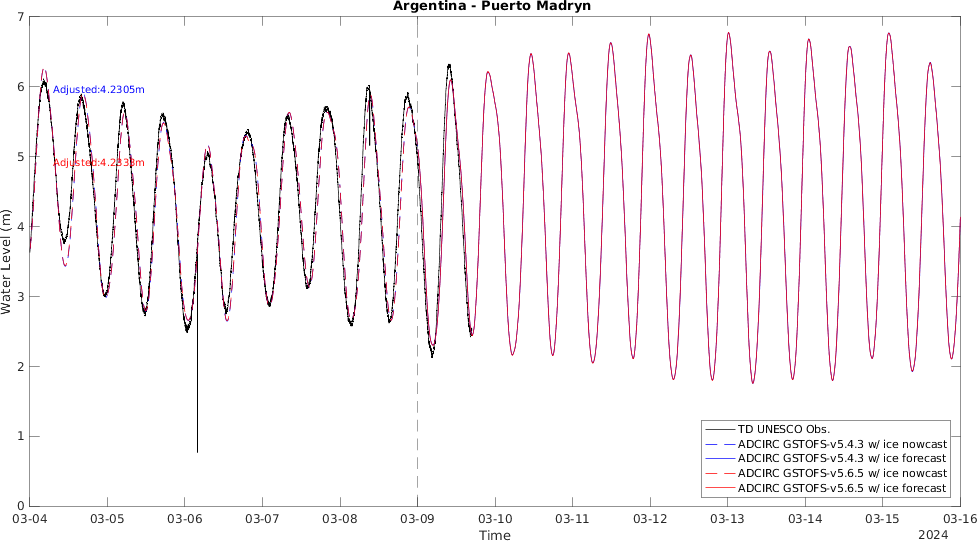 Argentina - Puerto Madryn
7
6
5
4
3
2
1
0
Water Level (m)
Adjusted:4.2305m
Adjusted:4.2333m
TD UNESCO Obs.
ADCIRC GSTOFS-v5.4.3 w/ ice nowcast
ADCIRC GSTOFS-v5.4.3 w/ ice forecast
ADCIRC GSTOFS-v5.6.5 w/ ice nowcast
ADCIRC GSTOFS-v5.6.5 w/ ice forecast
03-04 03-05 03-06 03-07 03-08 03-09 03-10 03-11 03-12 03-13 03-14 03-15 03-16
Time
2024